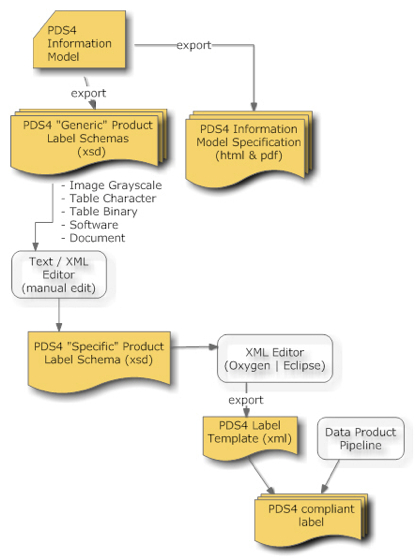 PDS4
Information
Model
export
export
PDS4 "Generic" Product
Label Schemas
(xsd)
PDS4 Information
Model Specification
(html & pdf)
- Image Grayscale
- Table Character
- Table Binary
- Software
- Document
Text / XML
Editor
(manual edit)
PDS4 "Specific" Product
Label Schema (xsd)
XML Editor
(Oxygen | Eclipse)
export
PDS4 Label
Template (xml)
Data Product
Pipeline
PDS4 compliant
label